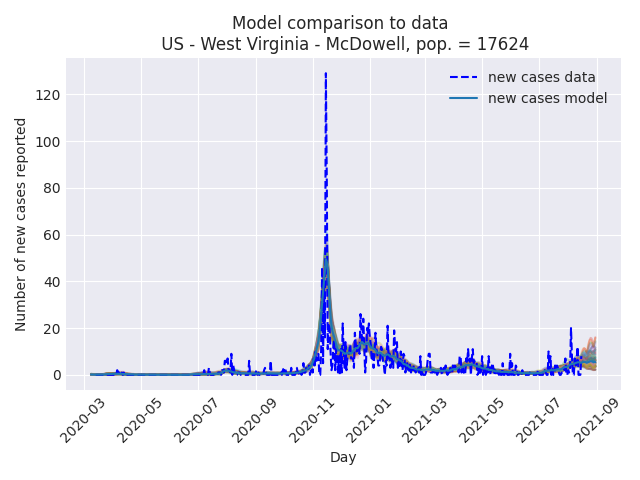 Model comparison to data
US - West Virginia - McDowell, pop. = 17624
new cases data
new cases model
Number of new cases reported
120
100
80
60
40
20
0
2020-03
2020-05
2020-07
2020-09
2020-11
2021-01
2021-03
2021-05
2021-07
2021-09
Day